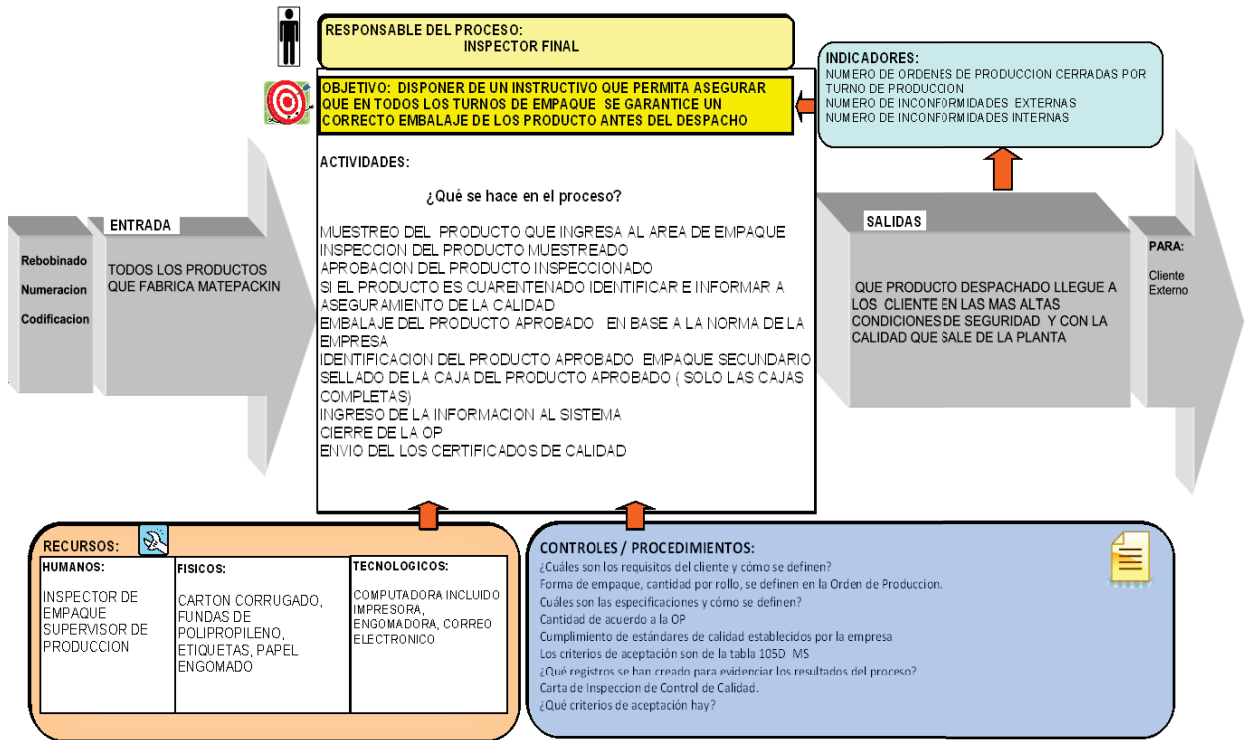 RESPONSABLE DEL PROCESO:
INSPECTOR FINAL
OBJETIVO: DISPONER DE UN INSTRUCTIVO QUE PERMITA ASEGURAR
QUE EN TODOS LOS TURNOS DE EMPAQUE SE GARANTICE UN
CORRECTO EMBALAJE DE LOS PRODUCTO ANTES DEL DESPACHO
INDICADORES:
NUMERO DE ORDENES DE PRODUCCION CERRADAS POR
TURNO DE PRODUCCION
NUMERO DE INCONFORMIDADES EXTERNAS
NUMERO DE INCONFORMIDADES INTERNAS
Rebobinado
Numeracion
Codificacion
ENTRADA
TODOS LOS PRODUCTOS
QUE FABRICA MATEPACKIN
ACTIVIDADES:
¿Qué se hace en el proceso?
MUESTREO DEL PRODUCTO QUE INGRESA AL AREA DE EMPAQUE
INSPECCION DEL PRODUCTO MUESTREADO
APROBACION DEL PRODUCTO INSPECCIONADO
SI EL PRODUCTO ES CUARENTENADO IDENTIFICAR E INFORMAR A
ASEGURAMIENTO DE LA CALIDAD
EMBALAJE DEL PRODUCTO APROBADO EN BASE A LA NORMA DE LA
EMPRESA
IDENTIFICACION DEL PRODUCTO APROBADO EMPAQUE SECUNDARIO
SELLADO DE LA CAJA DEL PRODUCTO APROBADO ( SOLO LAS CAJAS
COMPLETAS)
INGRESO DE LA INFORMACION AL SISTEMA
CIERRE DE LA OP
ENVIO DEL LOS CERTIFICADOS DE CALIDAD
SALIDAS
QUE PRODUCTO DESPACHADO LLEGUE A
LOS CLIENTE EN LAS MAS ALTAS
CONDICIONES DE SEGURIDAD Y CON LA
CALIDAD QUE SALE DE LA PLANTA
PARA:
Cliente
Externo
RECURSOS:
HUMANOS:
INSPECTOR DE
EMPAQUE
SUPERVISOR DE
PRODUCCION
FISICOS:
CARTON CORRUGADO,
FUNDAS DE
POLIPROPILENO,
ETIQUETAS, PAPEL
ENGOMADO
TECNOLOGICOS:
COMPUTADORA INCLUIDO
IMPRESORA,
ENGOMADORA, CORREO
ELECTRONICO
CONTROLES / PROCEDIMIENTOS:
¿Cuáles son los requisitos del cliente y cómo se definen?
Forma de empaque, cantidad por rollo, se definen en la Orden de Produccion.
Cuáles son las especificaciones y cómo se definen?
Cantidad de acuerdo a la OP
Cumplimiento de estándares de calidad establecidos por la empresa
Los criterios de aceptación son de la tabla 105D MS
¿Qué registros se han creado para evidenciar los resultados del proceso?
Carta de Inspeccion de Control de Calidad.
¿Qué criterios de aceptación hay?